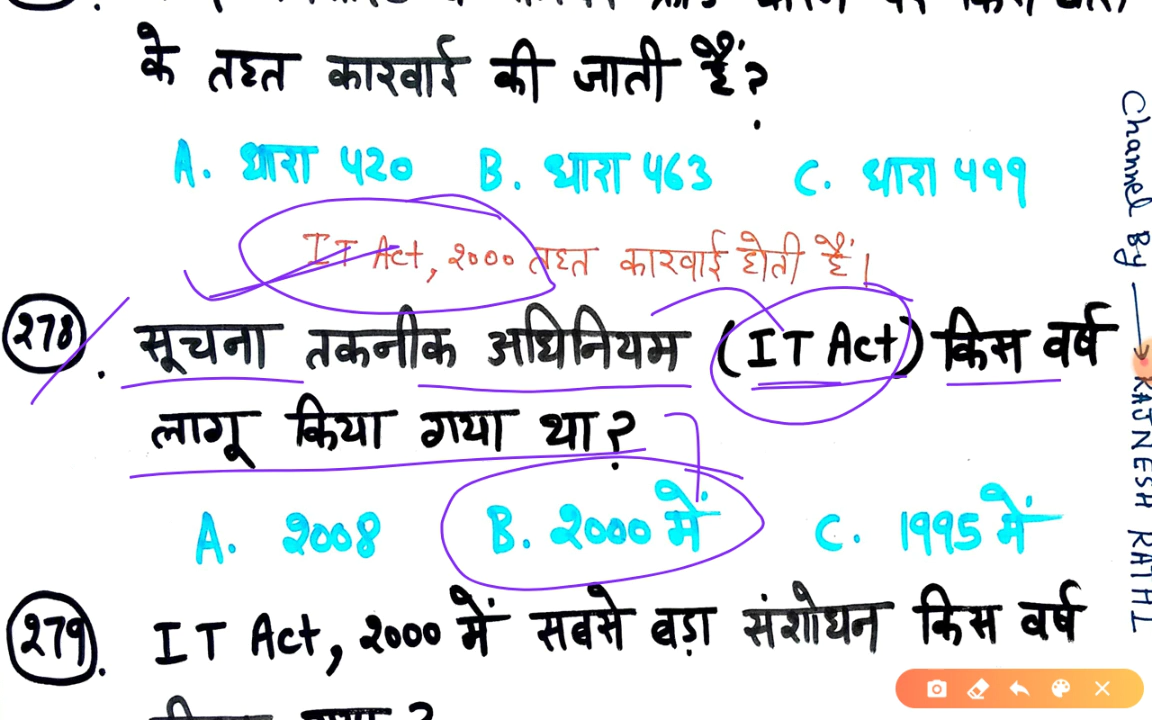 के तहत कारवाई की जाती हैं?
A. धारा 420 B. धारा 463 C. धारा 499
IT Act, 2000 तहत कारवाई होती हैं।
278. सूचना तकनीक अधिनियम (IT Act) किस वर्ष
लागू किया गया था?
A. 2008 B. 2000 में C. 1995 में
279. IT Act, 2000 में सबसे बड़ा संशोधन किस वर्ष
Channel By → RAJNESH RATHI